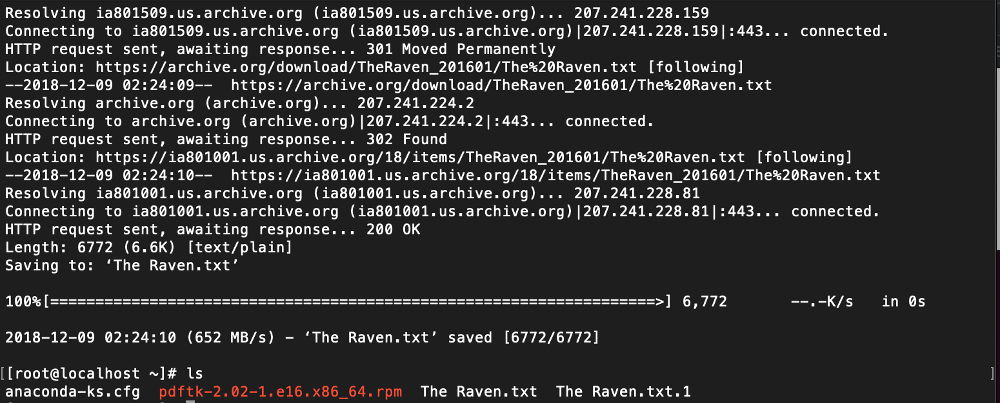 Resolving ia801509.us.archive.org (ia801509.us.archive.org)... 207.241.228.159
Connecting to ia801509.us.archive.org (ia801509.us.archive.org)|207.241.228.159|:443... connected.
HTTP request sent, awaiting response... 301 Moved Permanently
Location: https://archive.org/download/TheRaven_201601/The%20Raven.txt [following]
--2018-12-09 02:24:09--  https://archive.org/download/TheRaven_201601/The%20Raven.txt
Resolving archive.org (archive.org)... 207.241.224.2
Connecting to archive.org (archive.org)|207.241.224.2|:443... connected.
HTTP request sent, awaiting response... 302 Found
Location: https://ia801001.us.archive.org/18/items/TheRaven_201601/The%20Raven.txt [following]
--2018-12-09 02:24:10--  https://ia801001.us.archive.org/18/items/TheRaven_201601/The%20Raven.txt
Resolving ia801001.us.archive.org (ia801001.us.archive.org)... 207.241.228.81
Connecting to ia801001.us.archive.org (ia801001.us.archive.org)|207.241.228.81|:443... connected.
HTTP request sent, awaiting response... 200 OK
Length: 6772 (6.6K) [text/plain]
Saving to: ‘The Raven.txt’
100%[===================================================================>] 6,772       --.-K/s   in 0s
2018-12-09 02:24:10 (652 MB/s) - ‘The Raven.txt’ saved [6772/6772]
[[root@localhost ~]# ls ]
anaconda-ks.cfg  pdftk-2.02-1.e16.x86_64.rpm  The Raven.txt  The Raven.txt.1